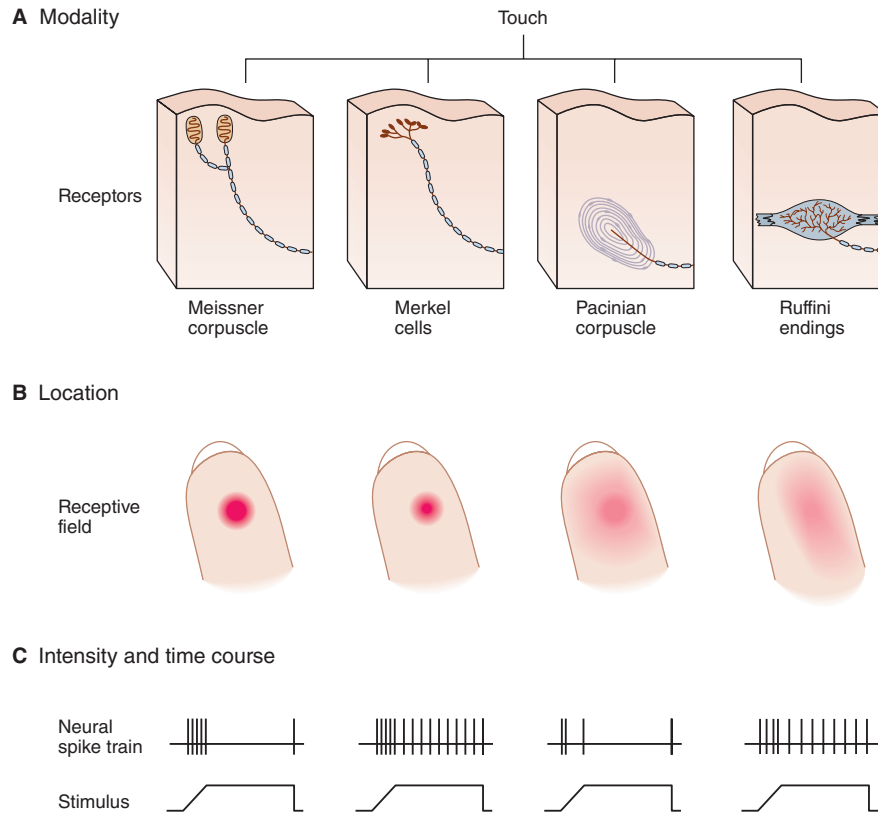 A Modality
Touch
Receptors
Meissner
corpuscle
Merkel
cells
Pacinian
corpuscle
Ruffini
endings
B Location
Receptive
field
C Intensity and time course
Neural
spike train
Stimulus